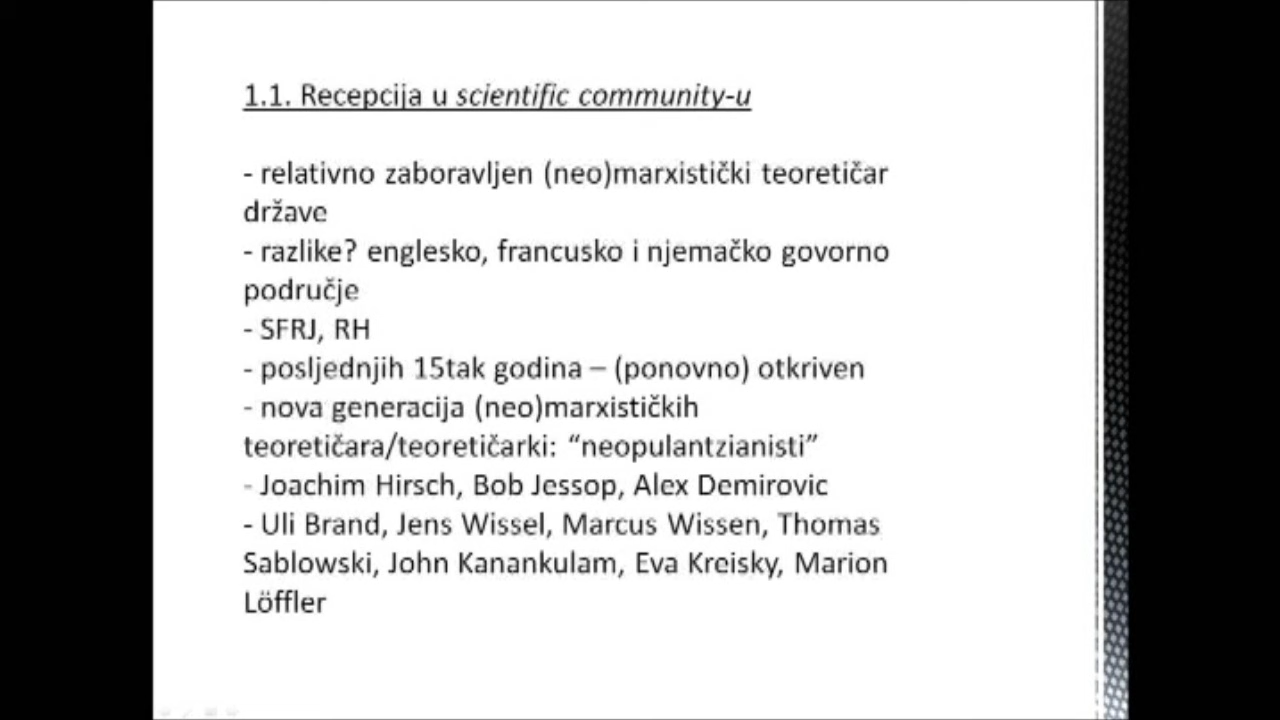 1.1. Recepcija u scientific community-u
- relativno zaboravljen (neo)marxistički teoretičar
države
- razlike? englesko, francusko i njemačko govorno
područje
- SFRJ, RH
- posljednjih 15tak godina – (ponovno) otkriven
- nova generacija (neo)marxističkih
teoretičara/teoretičarki: “neopulantzianisti”
- Joachim Hirsch, Bob Jessop, Alex Demirovic
- Uli Brand, Jens Wissel, Marcus Wissen, Thomas
Sablowski, John Kanankulam, Eva Kreisky, Marion
Löffler